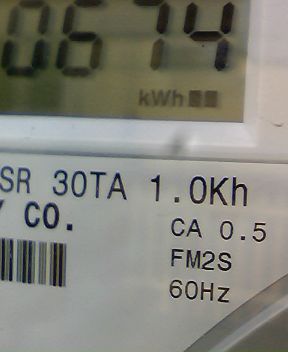 0674
kWh
SR 30TA 1.0Kh
Y CO.
CA 0.5
FM2S
60Hz